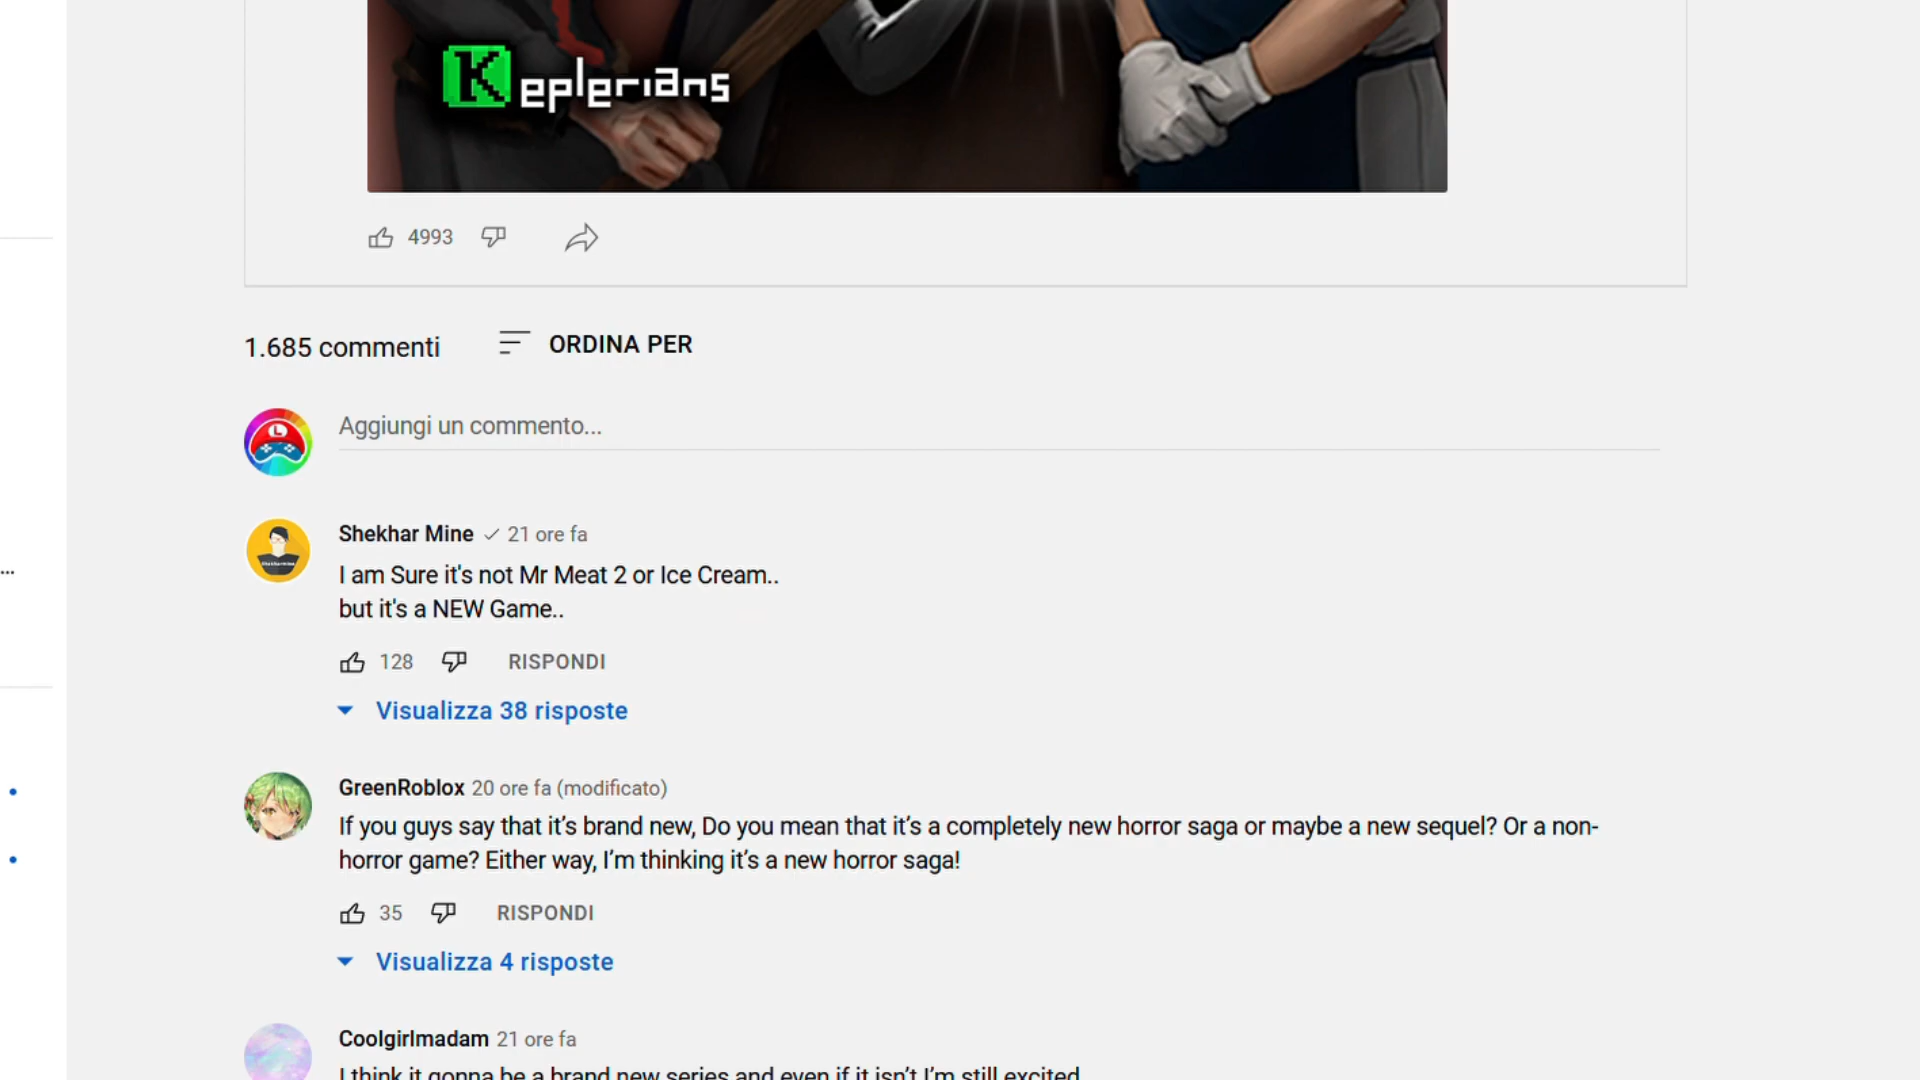 Keplerians
4993
1.685 commenti
ORDINA PER
Aggiungi un commento...
Shekhar Mine 21 ore fa
I am Sure it's not Mr Meat 2 or Ice Cream..
but it's a NEW Game..
128 RISPONDI
Visualizza 38 risposte
GreenRoblox 20 ore fa (modificato)
If you guys say that it’s brand new, Do you mean that it’s a completely new horror saga or maybe a new sequel? Or a non-
horror game? Either way, I’m thinking it’s a new horror saga!
35 RISPONDI
Visualizza 4 risposte
Coolgirlmadam 21 ore fa
I think it gonna be a brand new series and even if it isn’t I’m still excited
...
L